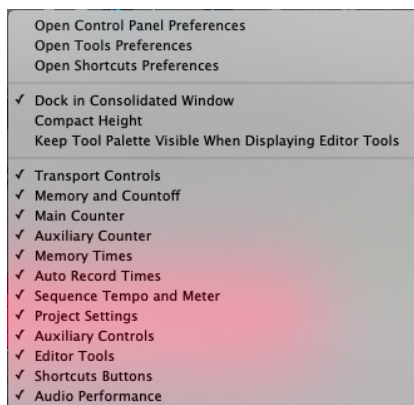 Open Control Panel Preferences
Open Tools Preferences
Open Shortcuts Preferences
✓ Dock in Consolidated Window
Compact Height
Keep Tool Palette Visible When Displaying Editor Tools
✓ Transport Controls
✓ Memory and Countoff
✓ Main Counter
✓ Auxiliary Counter
✓ Memory Times
✓ Auto Record Times
✓ Sequence Tempo and Meter
✓ Project Settings
✓ Auxiliary Controls
✓ Editor Tools
✓ Shortcuts Buttons
✓ Audio Performance